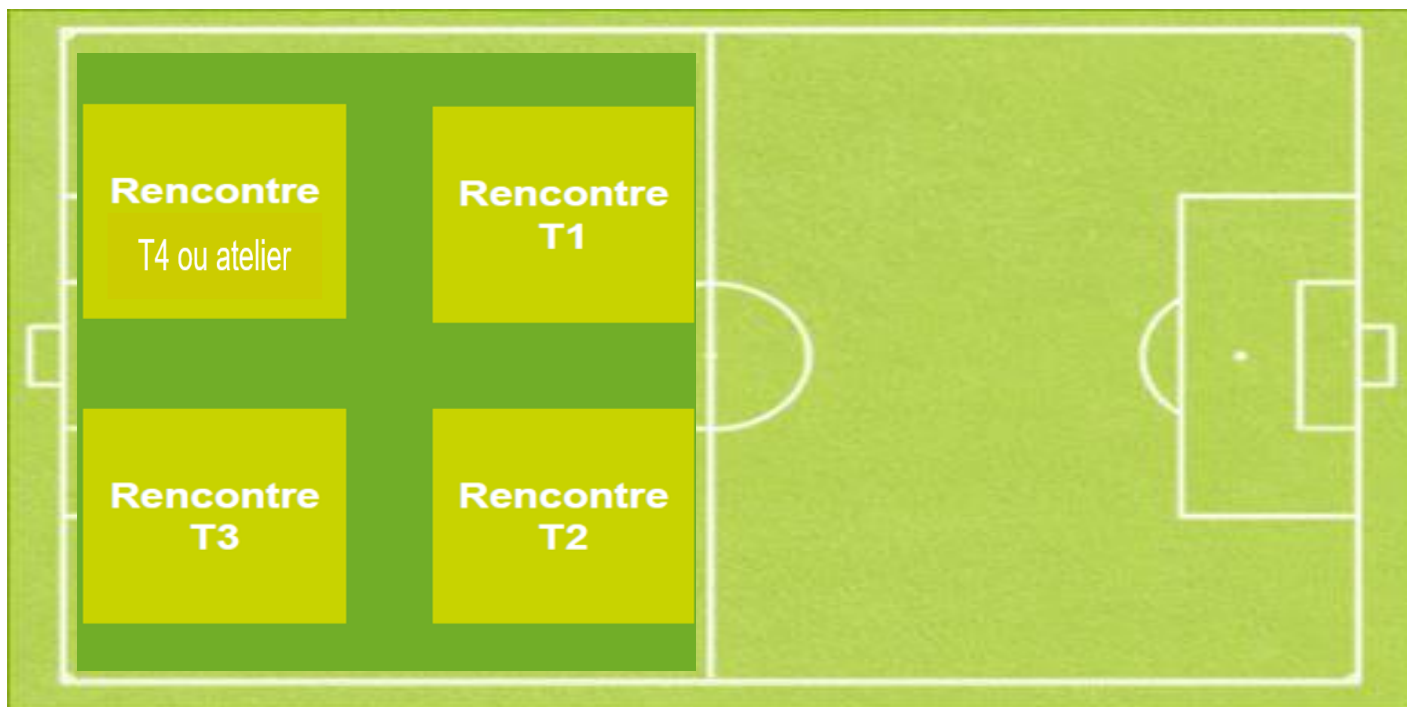 Rencontre
T4 ou atelier
Rencontre
T1
Rencontre
T3
Rencontre
T2